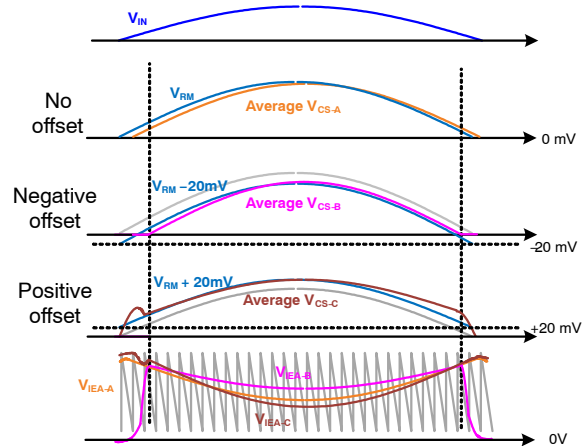 VIN
No
offset
VRM
Average VCS-A
0 mV
Negative
offset
VRM –20mV
Average VCS-B
–20 mV
Positive
offset
VRM + 20mV
Average VCS-C
+20 mV
VIEA-A
VIEA-B
VIEA-C
0V